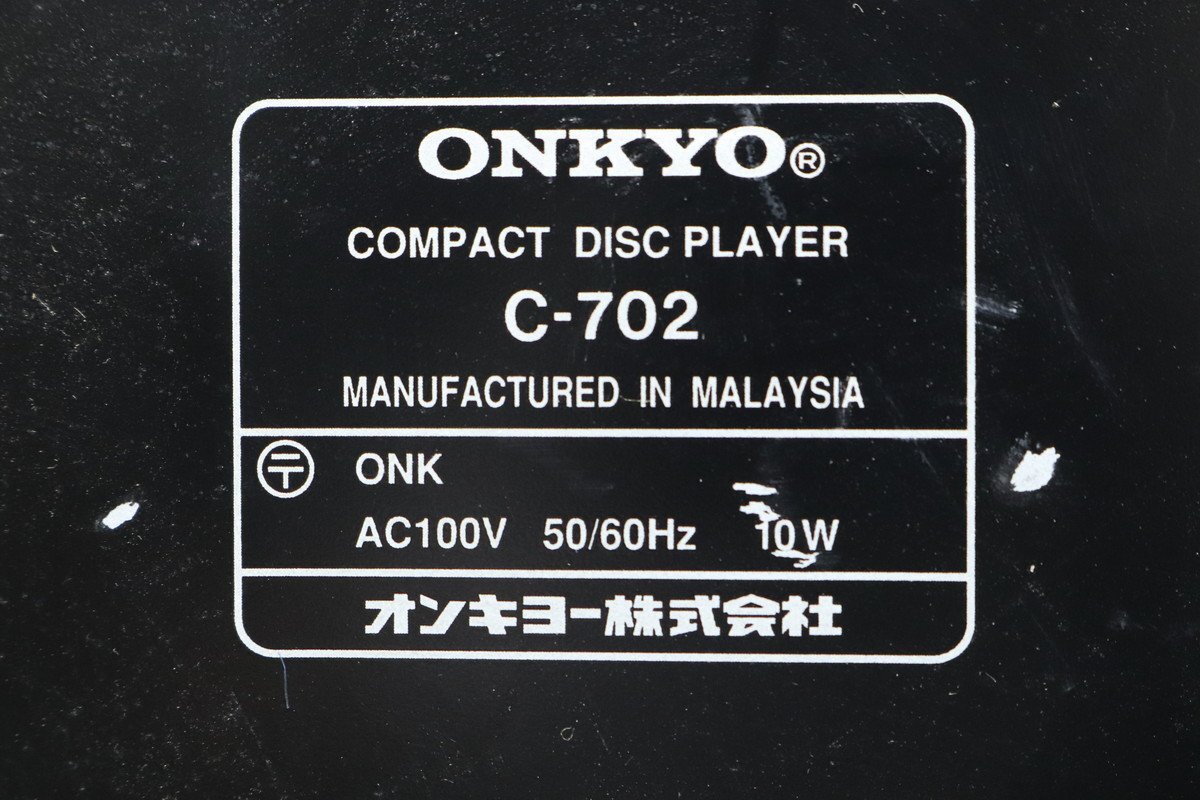 ONKYO®
COMPACT DISC PLAYER
C-702
MANUFACTURED IN MALAYSIA
〒 ONK
AC100V 50/60Hz 10W
オンキヨー株式会社